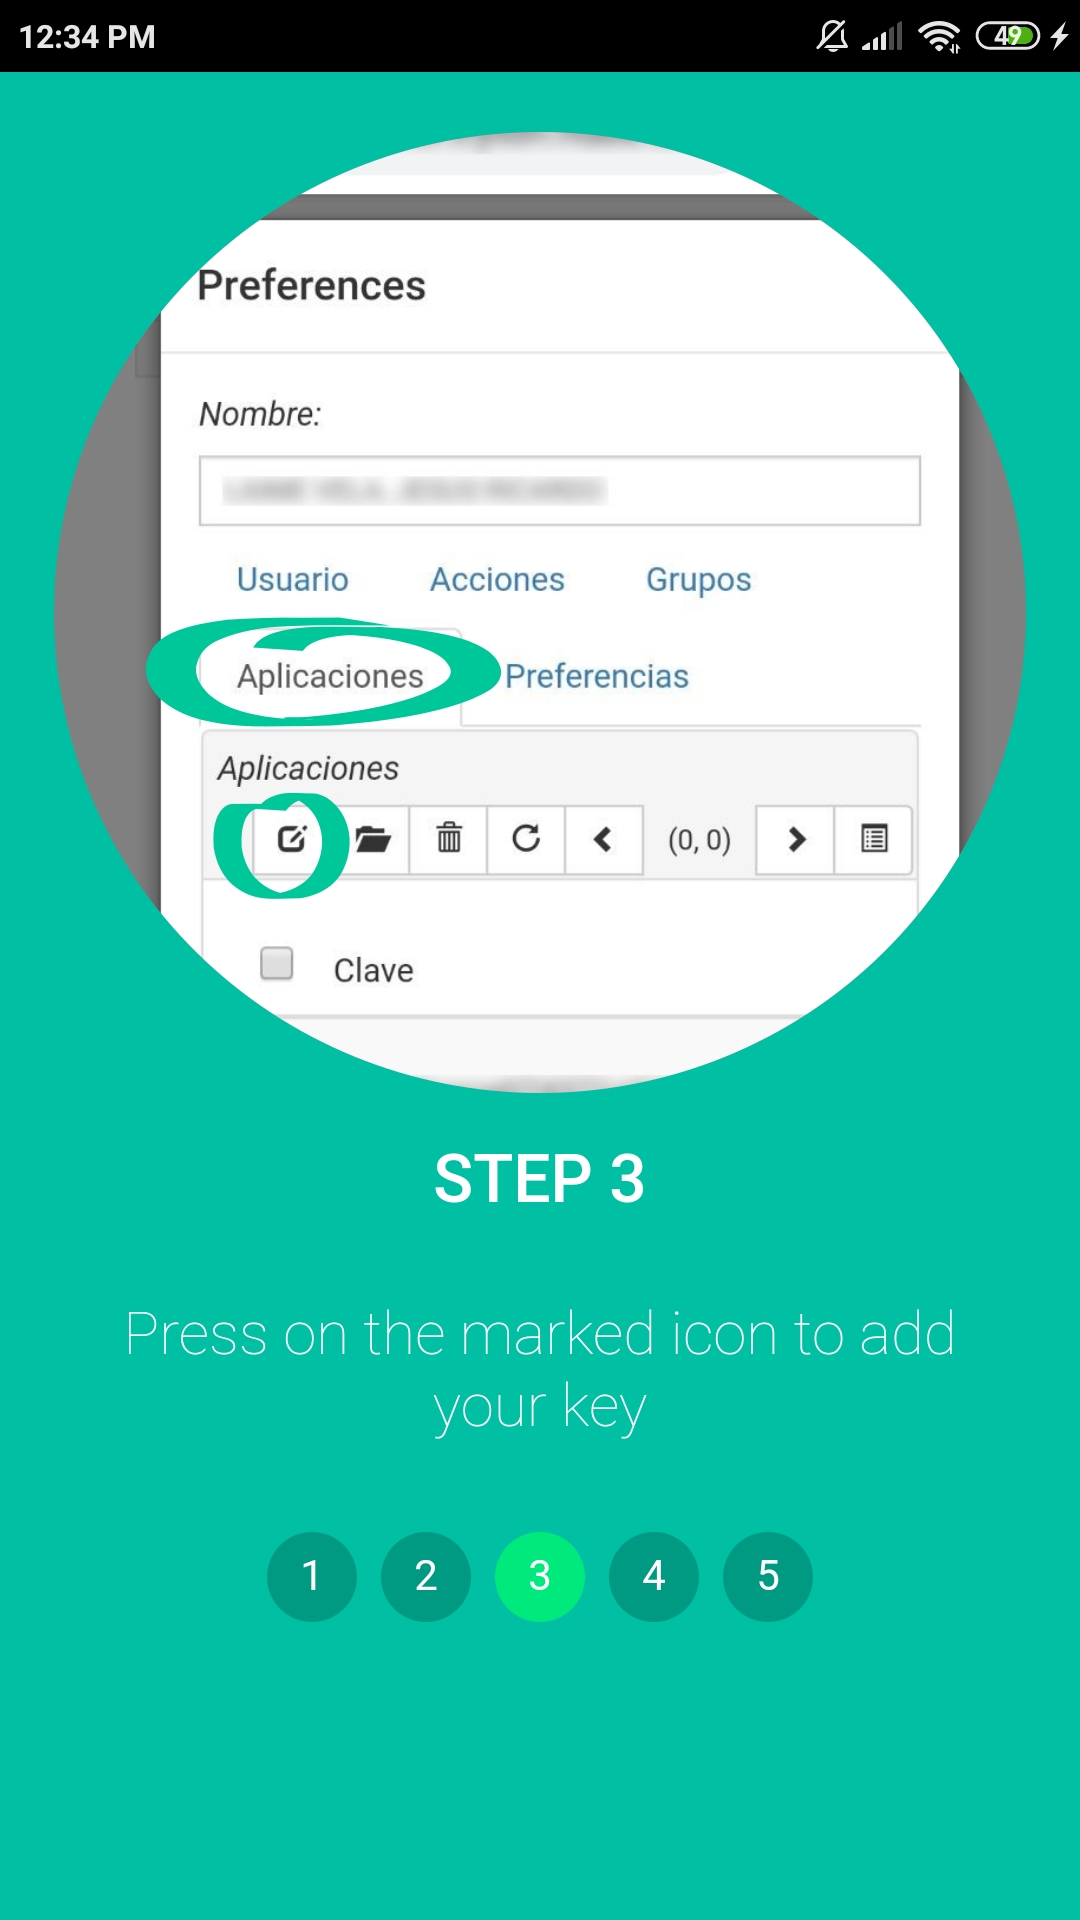 12:34 PM
49
Preferences
Nombre:
Usuario Acciones Grupos
Aplicaciones Preferencias
Aplicaciones
(0, 0)
Clave
STEP 3
Press on the marked icon to add
your key
1 2 3 4 5